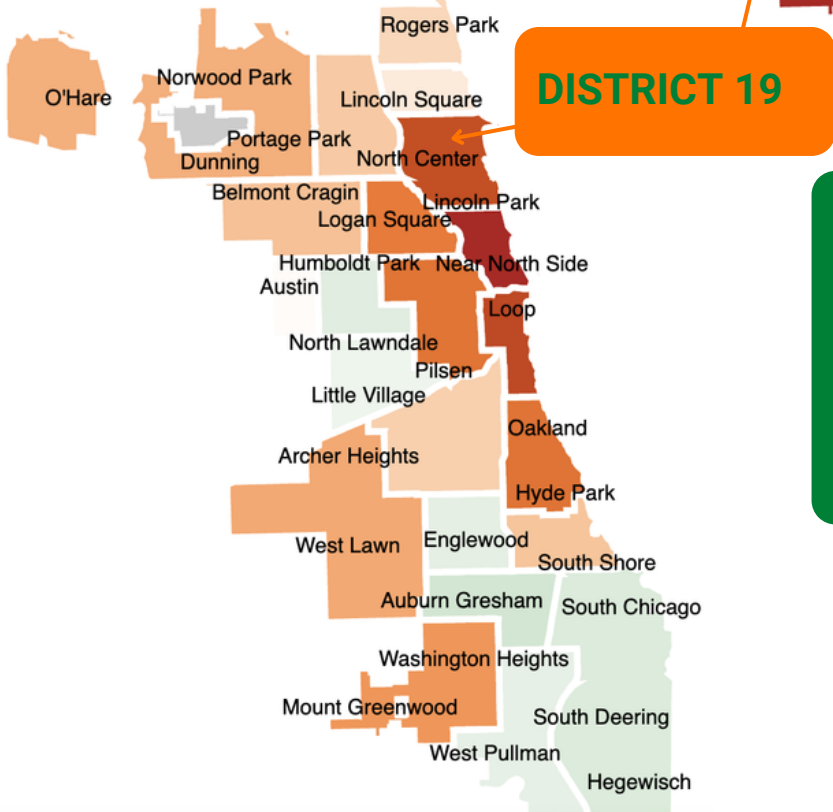 Rogers Park
O'Hare
Norwood Park
DISTRICT 19
Lincoln Square
Portage Park
North Center
Dunning
Belmont Cragin
Lincoln Park
Logan Square
Humboldt Park
Near North Side
Austin
Loop
North Lawndale
Pilsen
Little Village
Oakland
Archer Heights
Hyde Park
West Lawn
Englewood
South Shore
Auburn Gresham
South Chicago
Washington Heights
Mount Greenwood
South Deering
West Pullman
Hegewisch